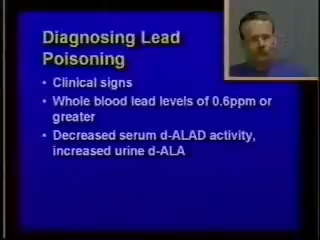 Diagnosing Lead
Poisoning
• Clinical signs
• Whole blood lead levels of 0.6ppm or
greater
• Decreased serum d-ALAD activity,
increased urine d-ALA